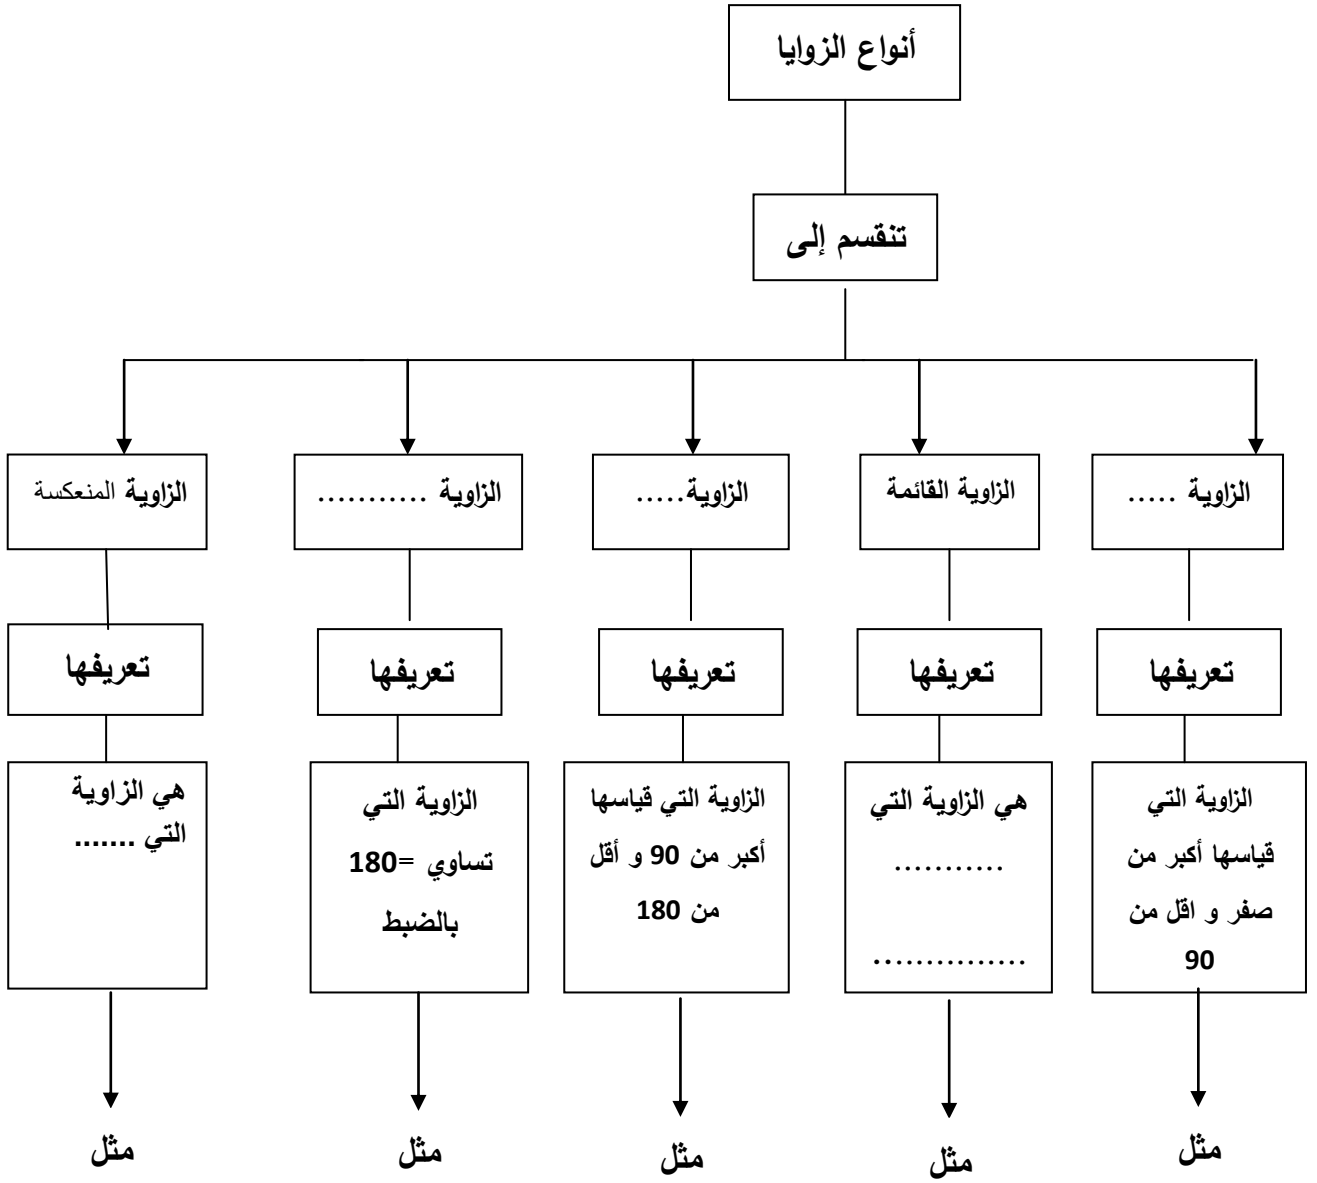 أنواع الزوايا
تنقسم إلى
الزاوية .....
الزاوية القائمة
الزاوية.....
الزاوية ...........
الزاوية المنعكسة
تعريفها
تعريفها
تعريفها
تعريفها
تعريفها
الزاوية التي
قياسها أكبر من
صفر و اقل من
90
هي الزاوية التي
...........
...............
الزاوية التي قياسها
أكبر من 90 و أقل
من 180
الزاوية التي
تساوي =180
بالضبط
هي الزاوية
التي .......
مثل
مثل
مثل
مثل
مثل